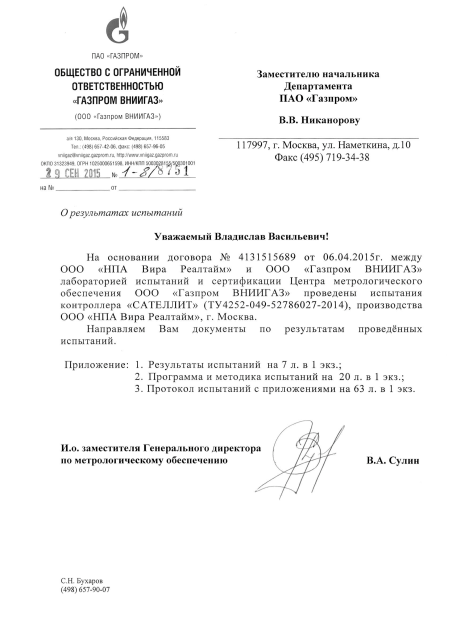 ПАО «ГАЗПРОМ»
ОБЩЕСТВО С ОГРАНИЧЕННОЙ
ОТВЕТСТВЕННОСТЬЮ
«ГАЗПРОМ ВНИИГАЗ»
(ООО «Газпром ВНИИГАЗ»)
а/я 130, Москва, Российская Федерация, 115583
Тел.: (498) 657-42-06, факс: (498) 657-96-05
vniigaz@vniigaz.gazprom.ru, http://www.vniigaz.gazprom.ru
ОКПО 31323949, ОГРН 1025000651598, ИНН/КПП
29 СЕН 2015 № 1-8/8751
на № от
Заместителю начальника
Департамента
ПАО «Газпром»
В.В. Никанорову
117997, г. Москва, ул. Наметкина, д.10
Факс (495) 719-34-38
О результатах испытаний
Уважаемый Владислав Васильевич!
На основании договора № 4131515689 от 06.04.2015г. между
ООО «НПА Вира Реалтайм» и ООО «Газпром ВНИИГАЗ»
лабораторией испытаний и сертификации Центра метрологического
обеспечения ООО «Газпром ВНИИГАЗ» проведены испытания
контроллера «САТЕЛЛИТ» (ТУ4252-049-52786027-2014), производства
ООО «НПА Вира Реалтайм», г. Москва.
Направляем Вам документы по результатам проведённых
испытаний.
Приложение: 1. Результаты испытаний на 7 л. в 1 экз.;
2. Программа и методика испытаний на 20 л. в 1 экз.;
3. Протокол испытаний с приложениями на 63 л. в 1 экз.
И.о. заместителя Генерального директора
по метрологическому обеспечению В.А. Сулин
С.Н. Бухаров
(498) 657-90-07